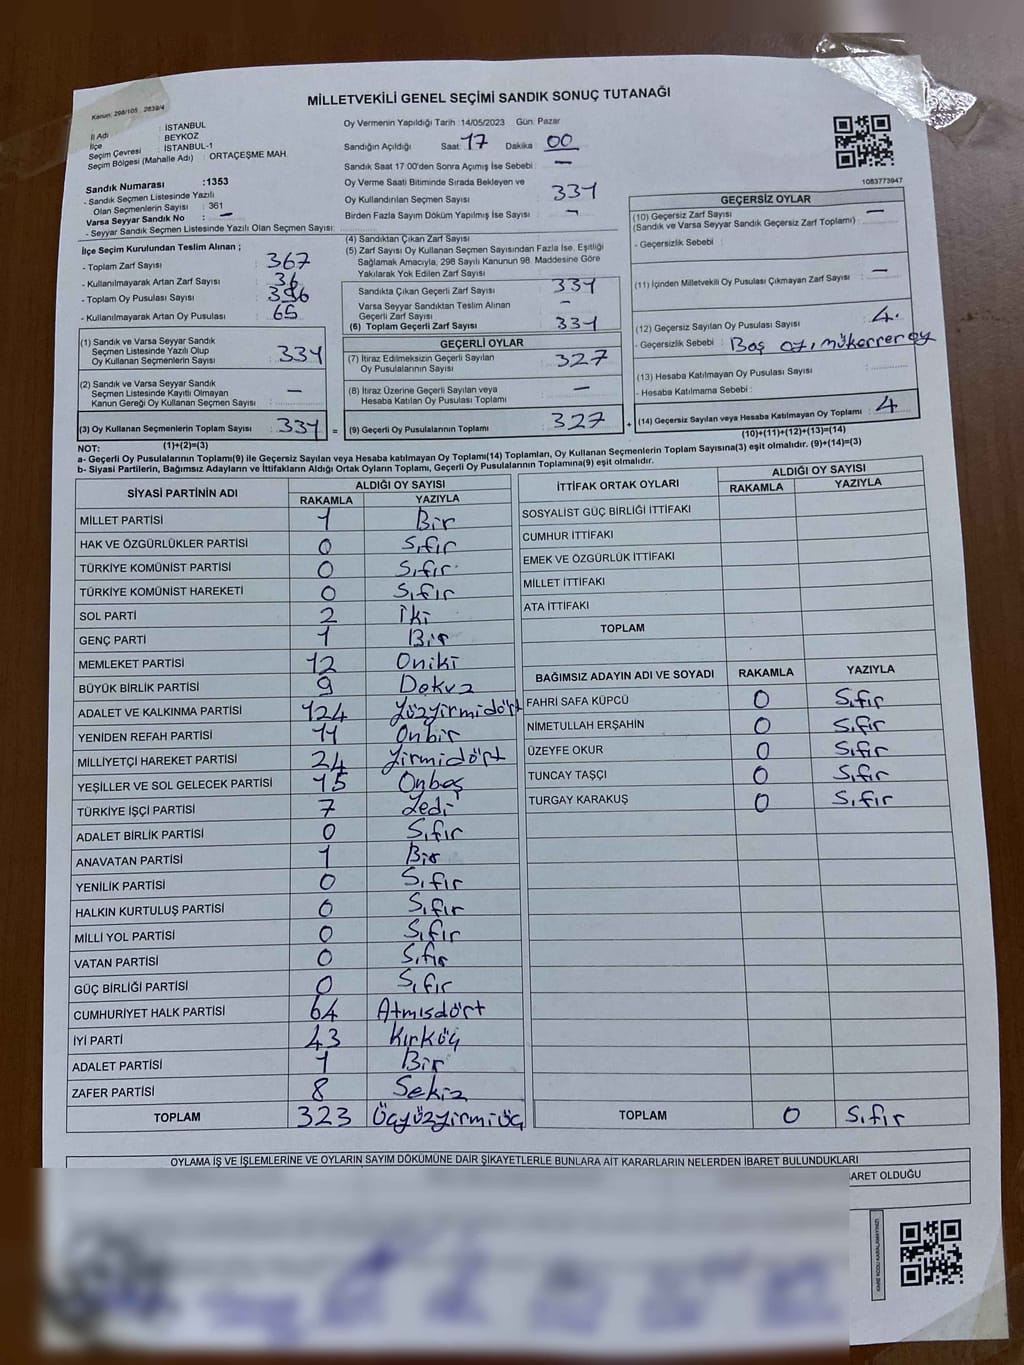 Kanun: 298/105 2839/4
MİLLETVEKİLİ GENEL SEÇİMİ SANDIK SONUÇ TUTANAĞI
İl Adı : İSTANBUL
İlçe : BEYKOZ
Seçim Çevresi : İSTANBUL-1
Seçim Bölgesi (Mahalle Adı) : ORTAÇEŞME MAH.
Sandık Numarası :1353
- Sandık Seçmen Listesinde Yazılı
Olan Seçmenlerin Sayısı : 361
Varsa Seyyar Sandık No : -
- Seyyar Sandık Seçmen Listesinde Yazılı Olan Seçmen Sayısı:
Oy Vermenin Yapıldığı Tarih :14/05/2023 Gün: Pazar
Sandığın Açıldığı Saat: 17 Dakika : 00
Sandık Saat 17:00'den Sonra Açılmış İse Sebebi : -
Oy Verme Saati Bitiminde Sırada Bekleyen ve
Oy Kullandırılan Seçmen Sayısı : 331
Birden Fazla Sayım Döküm Yapılmış İse Sayısı : -
1083773947
İlçe Seçim Kurulundan Teslim Alınan ;
- Toplam Zarf Sayısı : 367
- Kullanılmayarak Artan Zarf Sayısı : 36
- Toplam Oy Pusulası Sayısı : 396
- Kullanılmayarak Artan Oy Pusulası : 65
(1) Sandık ve Varsa Seyyar Sandık
Seçmen Listesinde Yazılı Olup
Oy Kullanan Seçmenlerin Sayısı : 331
(2) Sandık ve Varsa Seyyar Sandık
Seçmen Listesinde Kayıtlı Olmayan
Kanun Gereği Oy Kullanan Seçmen Sayısı : -
(3) Oy Kullanan Seçmenlerin Toplam Sayısı : 331
(1)+(2)=(3)
(4) Sandıktan Çıkan Zarf Sayısı :
(5) Zarf Sayısı Oy Kullanan Seçmen Sayısından Fazla İse, Eşitliği
Sağlamak Amacıyla, 298 Sayılı Kanunun 98. Maddesine Göre
Yakılarak Yok Edilen Zarf Sayısı :
Sandıkta Çıkan Geçerli Zarf Sayısı : 331
Varsa Seyyar Sandıktan Teslim Alınan
Geçerli Zarf Sayısı : -
(6) Toplam Geçerli Zarf Sayısı : 331
GEÇERLİ OYLAR
(7) İtiraz Edilmeksizin Geçerli Sayılan
Oy Pusulalarının Sayısı : 327
(8) İtiraz Üzerine Geçerli Sayılan veya
Hesaba Katılan Oy Pusulası Toplamı : -
= (9) Geçerli Oy Pusulalarının Toplamı : 327
GEÇERSİZ OYLAR
(10) Geçersiz Zarf Sayısı : -
(Sandık ve Varsa Seyyar Sandık Geçersiz Zarf Toplamı)
- Geçersizlik Sebebi :
(11) İçinden Milletvekili Oy Pusulası Çıkmayan Zarf Sayısı : -
(12) Geçersiz Sayılan Oy Pusulası Sayısı : 4.
- Geçersizlik Sebebi : Boş oy, mükerrer oy
(13) Hesaba Katılmayan Oy Pusulası Sayısı :
- Hesaba Katılmama Sebebi :
+ (14) Geçersiz Sayılan veya Hesaba Katılmayan Oy Toplamı : 4
(10)+(11)+(12)+(13)=(14)
NOT:
a- Geçerli Oy Pusulalarının Toplamı(9) ile Geçersiz Sayılan veya Hesaba katılmayan Oy Toplamı(14) Toplamları, Oy Kullanan Seçmenlerin Toplam Sayısına(3) eşit olmalıdır. (9)+(14)=(3)
b- Siyasi Partilerin, Bağımsız Adayların ve İttifakların Aldığı Ortak Oyların Toplamı, Geçerli Oy Pusulalarının Toplamına(9) eşit olmalıdır.
SİYASİ PARTİNİN ADI ALDIĞI OY SAYISI
RAKAMLA YAZIYLA
MİLLET PARTİSİ 1 Bir
HAK VE ÖZGÜRLÜKLER PARTİSİ 0 Sıfır
TÜRKİYE KOMÜNİST PARTİSİ 0 Sıfır
TÜRKİYE KOMÜNİST HAREKETİ 0 Sıfır
SOL PARTİ 2 İki
GENÇ PARTİ 1 Bir
MEMLEKET PARTİSİ 12 Oniki
BÜYÜK BİRLİK PARTİSİ 9 Dokuz
ADALET VE KALKINMA PARTİSİ 124 Yüzyirmidört
YENİDEN REFAH PARTİSİ 11 Onbir
MİLLİYETÇİ HAREKET PARTİSİ 24 Yirmidört
YEŞİLLER VE SOL GELECEK PARTİSİ 15 Onbeş
TÜRKİYE İŞÇİ PARTİSİ 7 Yedi
ADALET BİRLİK PARTİSİ 0 Sıfır
ANAVATAN PARTİSİ 1 Bir
YENİLİK PARTİSİ 0 Sıfır
HALKIN KURTULUŞ PARTİSİ 0 Sıfır
MİLLİ YOL PARTİSİ 0 Sıfır
VATAN PARTİSİ 0 Sıfır
GÜÇ BİRLİĞİ PARTİSİ 0 Sıfır
CUMHURİYET HALK PARTİSİ 64 Atmışdört
İYİ PARTİ 43 Kırküç
ADALET PARTİSİ 1 Bir
ZAFER PARTİSİ 8 Sekiz
TOPLAM 323 Üçyüzyirmiüç
İTTİFAK ORTAK OYLARI ALDIĞI OY SAYISI
RAKAMLA YAZIYLA
SOSYALİST GÜÇ BİRLİĞİ İTTİFAKI
CUMHUR İTTİFAKI
EMEK VE ÖZGÜRLÜK İTTİFAKI
MİLLET İTTİFAKI
ATA İTTİFAKI
TOPLAM
BAĞIMSIZ ADAYIN ADI VE SOYADI RAKAMLA YAZIYLA
FAHRİ SAFA KÜPCÜ 0 Sıfır
NİMETULLAH ERŞAHİN 0 Sıfır
ÜZEYFE OKUR 0 Sıfır
TUNCAY TAŞÇI 0 Sıfır
TURGAY KARAKUŞ 0 Sıfır
TOPLAM 0 Sıfır
OYLAMA İŞ VE İŞLEMLERİNE VE OYLARIN SAYIM DÖKÜMÜNE DAİR ŞİKAYETLERLE BUNLARA AİT KARARLARIN NELERDEN İBARET BULUNDUKLARI
ARET OLDUĞU